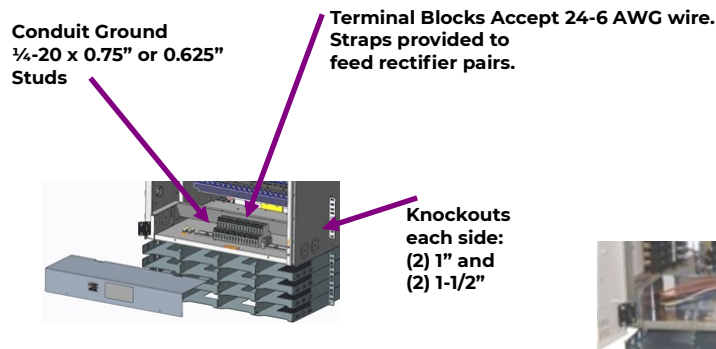 Conduit Ground
¼-20 x 0.75” or 0.625”
Studs
Terminal Blocks Accept 24-6 AWG wire.
Straps provided to
feed rectifier pairs.
Knockouts
each side:
(2) 1” and
(2) 1-1/2”